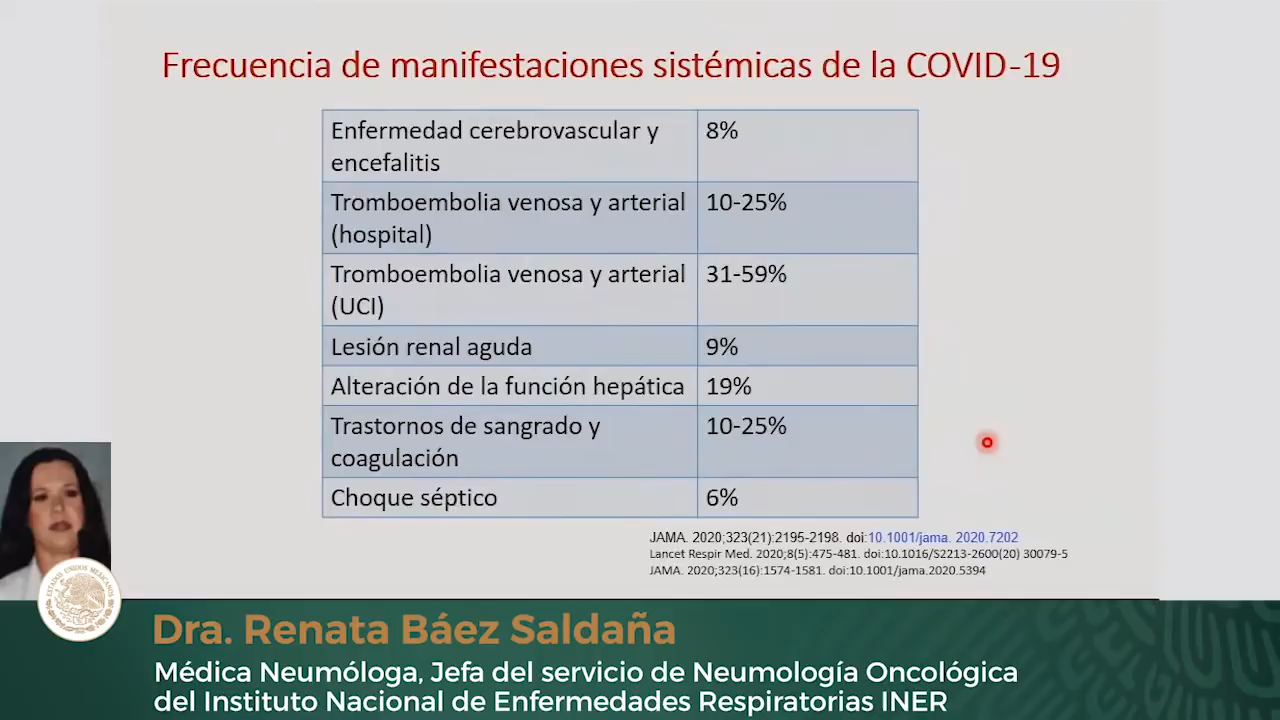 Frecuencia de manifestaciones sistémicas de la COVID-19
Enfermedad cerebrovascular y
encefalitis
8%
Tromboembolia venosa y arterial
(hospital)
10-25%
Tromboembolia venosa y arterial
(UCI)
31-59%
Lesión renal aguda
9%
Alteración de la función hepática
19%
Trastornos de sangrado y
coagulación
10-25%
Choque séptico
6%
JAMA. 2020;323(21):2195-2198. doi:10.1001/jama. 2020.7202
Lancet Respir Med. 2020;8(5):475-481. doi:10.1016/S2213-2600(20) 30079-5
JAMA. 2020;323(16):1574-1581. doi:10.1001/jama.2020.5394
ESTADOS UNIDOS MEXICANOS
Dra. Renata Báez Saldaña
Médica Neumóloga, Jefa del servicio de Neumología Oncológica
del Instituto Nacional de Enfermedades Respiratorias INER